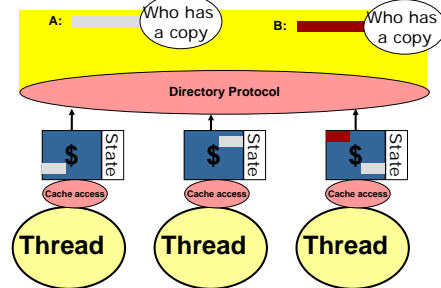 A:
Who has
a copy
B:
Who has
a copy
Directory Protocol
$
State
$
State
$
State
Cache access
Cache access
Cache access
Thread
Thread
Thread